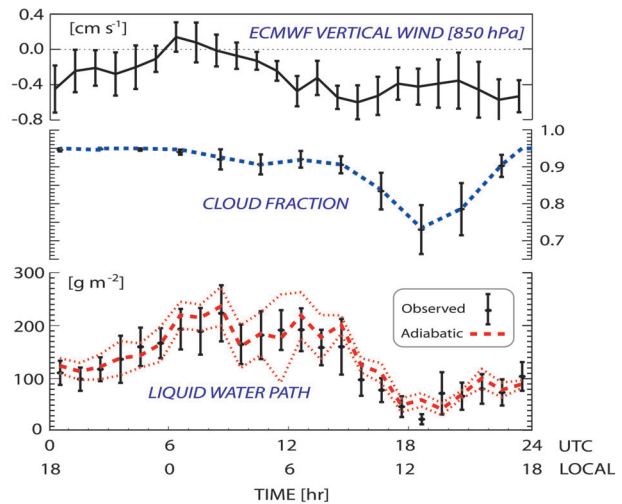 [cm s-1]
ECMWF VERTICAL WIND [850 hPa]
0.0
-0.4
-0.8
1.0
0.9
0.8
0.7
CLOUD FRACTION
300
[g m-2]
200
100
0
Observed
Adiabatic
LIQUID WATER PATH
0 6 12 18 24 UTC
18 0 6 12 18 LOCAL
TIME [hr]